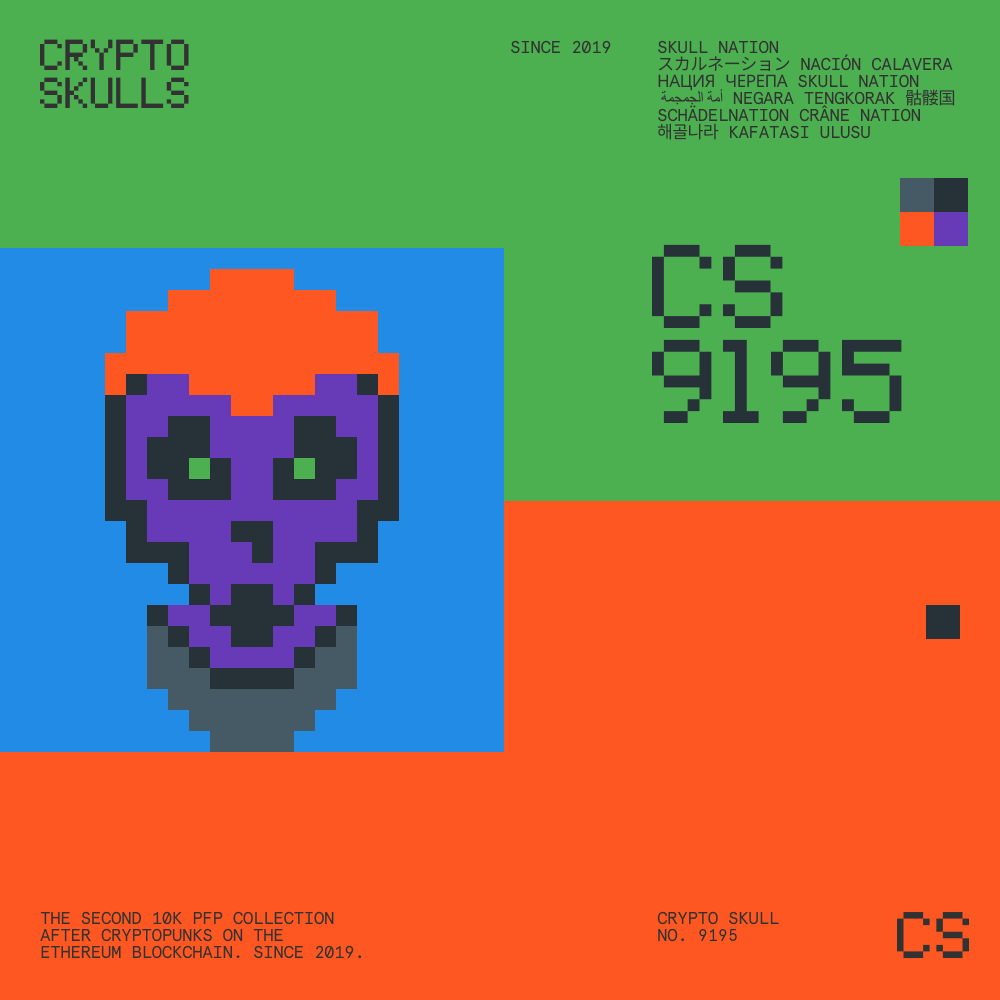 CRYPTO
SKULLS
SINCE 2019
SKULL NATION
スカルネーション NACIÓN CALAVERA
НАЦИЯ ЧЕРЕПА SKULL NATION
أمة الجمجمة NEGARA TENGKORAK 骷髅国
SCHÄDELNATION CRÂNE NATION
해골나라 KAFATASI ULUSU
CS
9195
THE SECOND 10K PFP COLLECTION
AFTER CRYPTOPUNKS ON THE
ETHEREUM BLOCKCHAIN. SINCE 2019.
CRYPTO SKULL
NO. 9195
CS